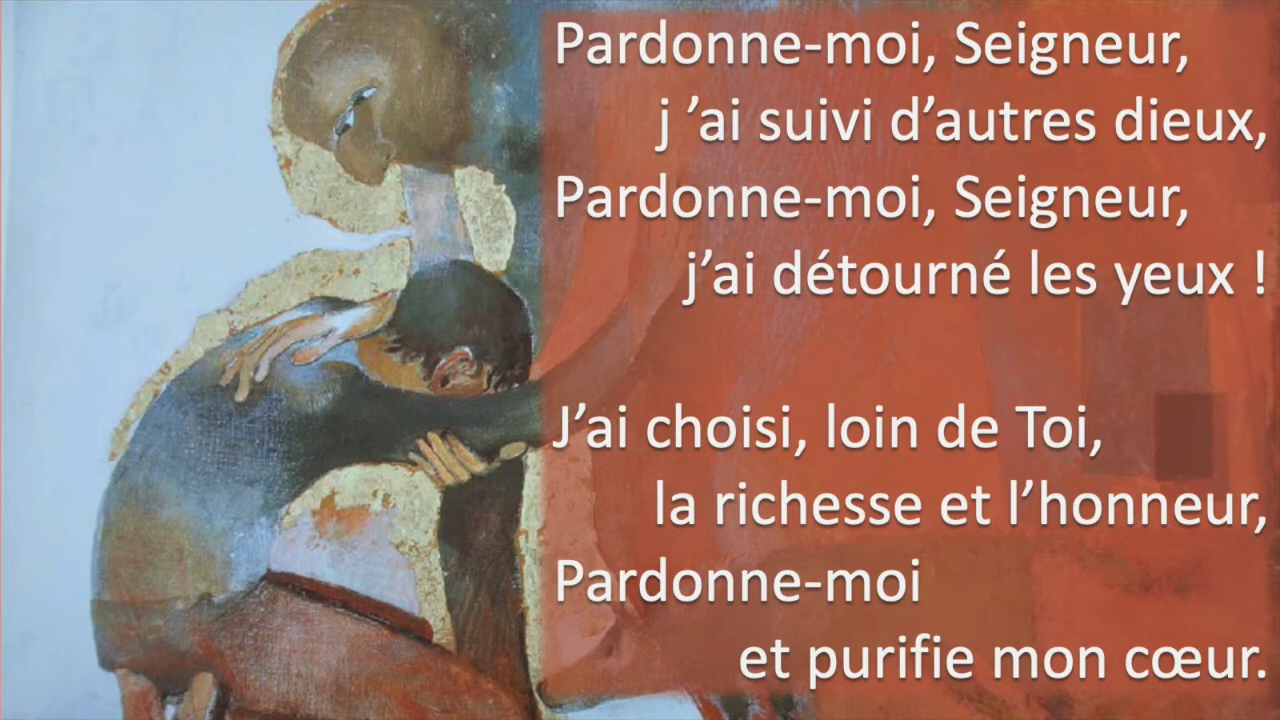 Pardonne-moi, Seigneur,
j ’ai suivi d’autres dieux,
Pardonne-moi, Seigneur,
j’ai détourné les yeux !
J’ai choisi, loin de Toi,
la richesse et l’honneur,
Pardonne-moi
et purifie mon cœur.